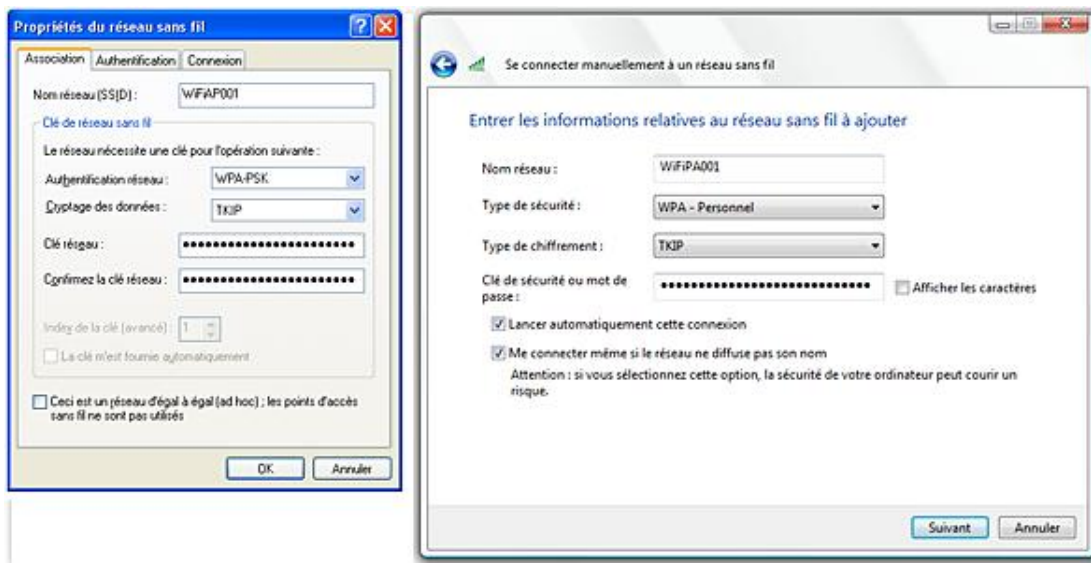 Propriétés du réseau sans fil
Association Authentification Connexion
Nom réseau (SSID) : WiFiAP001
Clé de réseau sans fil
Le réseau nécessite une clé pour l'opération suivante :
Authentification réseau : WPA-PSK
Cryptage des données : TKIP
Clé réseau :
Confirmez la clé réseau :
Index de la clé (avancé) : 1
La clé m'est fournie automatiquement
Ceci est un réseau d'égal à égal (ad hoc) ; les points d'accès
sans fil ne sont pas utilisés
OK Annuler
Se connecter manuellement à un réseau sans fil
Entrer les informations relatives au réseau sans fil à ajouter
Nom réseau : WiFiPA001
Type de sécurité : WPA - Personnel
Type de chiffrement : TKIP
Clé de sécurité ou mot de
passe :
Afficher les caractères
Lancer automatiquement cette connexion
Me connecter même si le réseau ne diffuse pas son nom
Attention : si vous sélectionnez cette option, la sécurité de votre ordinateur peut courir un
risque.
Suivant Annuler